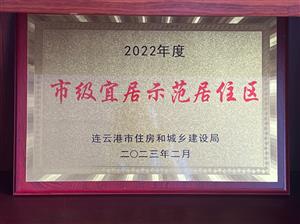 2022年度
市级宜居示范居住区
连云港市住房和城乡建设局
二〇二三年二月